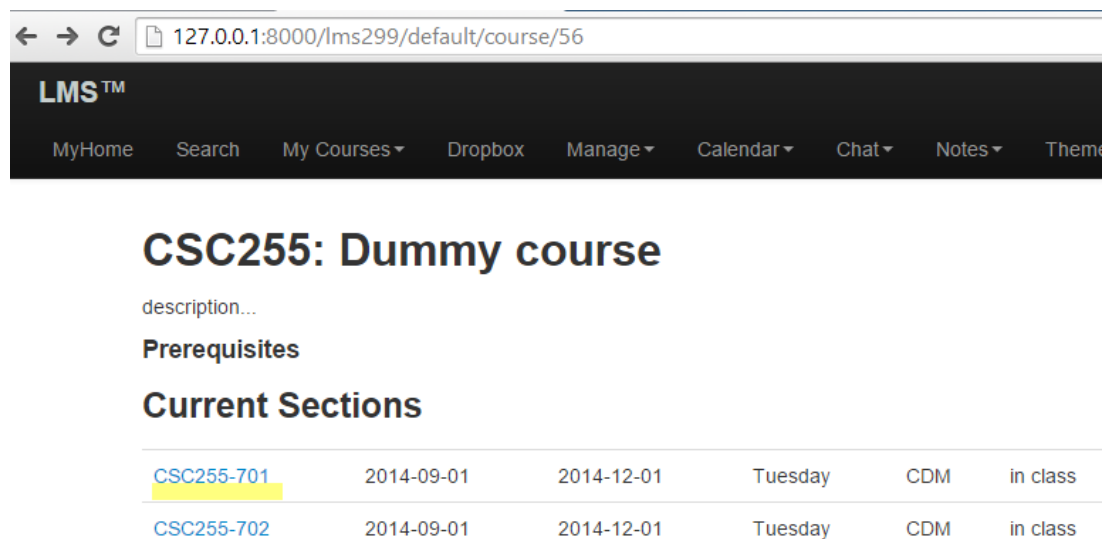 127.0.0.1:8000/lms299/default/course/56
LMS™
MyHome Search My Courses Dropbox Manage Calendar Chat Notes Theme
CSC255: Dummy course
description...
Prerequisites
Current Sections
CSC255-701 2014-09-01 2014-12-01 Tuesday CDM in class
CSC255-702 2014-09-01 2014-12-01 Tuesday CDM in class